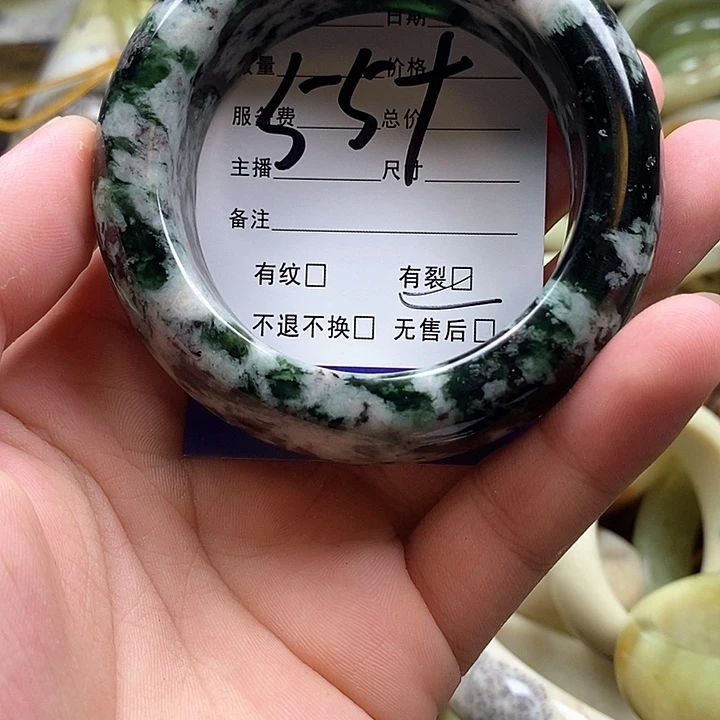 日期
数量 价格
服务费 总价
55+
主播 尺寸
备注
有纹□ 有裂☑
不退不换□ 无售后□